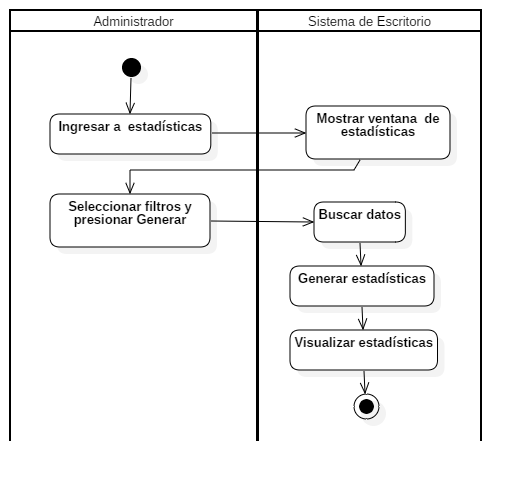 Administrador
Sistema de Escritorio
Ingresar a  estadísticas
Mostrar ventana  de
estadísticas
Seleccionar filtros y
presionar Generar
Buscar datos
Generar estadísticas
Visualizar estadísticas